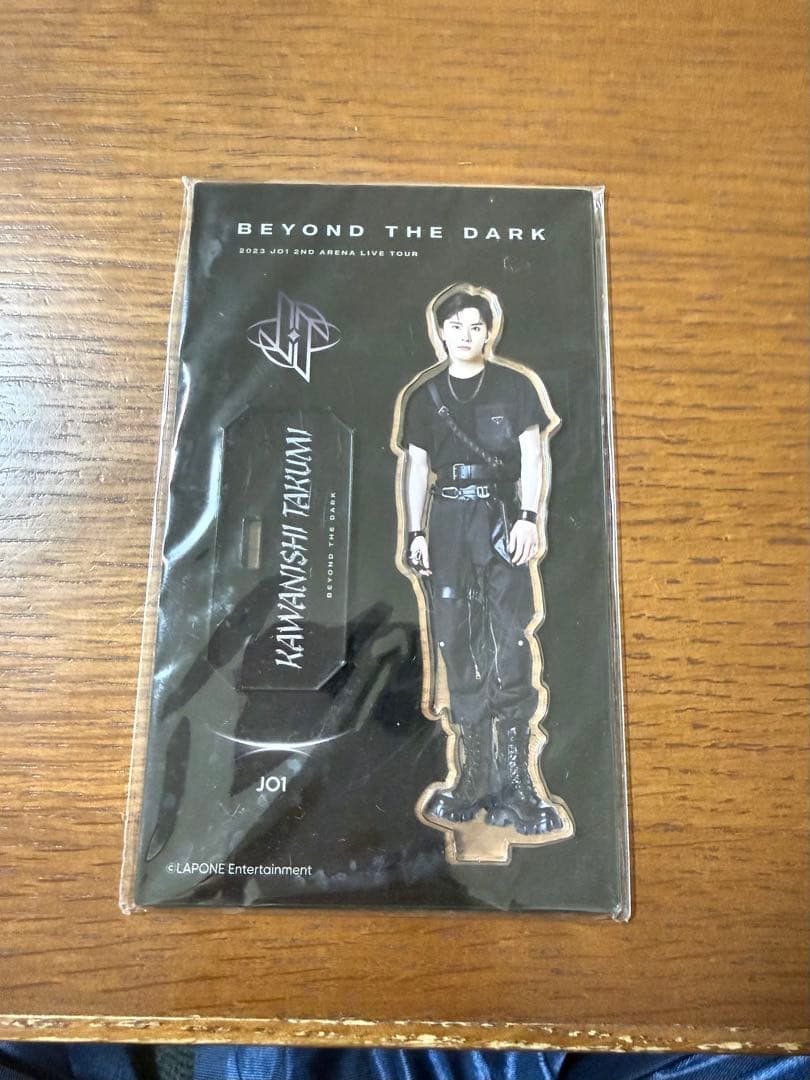 BEYOND THE DARK
2023 JO1 2ND ARENA LIVE TOUR
KAWANISHI TAKUMI
BEYOND THE DARK
JO1
©LAPONE Entertainment